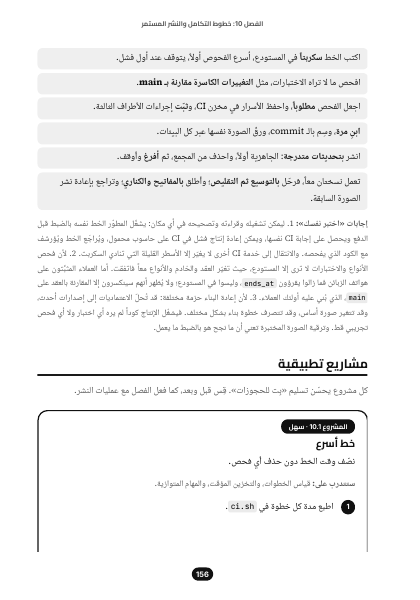 الفصل 10: خطوط التكامل والنشر المستمر
اكتب الخط سكربتاً في المستودع، أسرع الفحوص أولاً، يتوقف عند أول فشل.
افحص ما لا تراه الاختبارات، مثل التغييرات الكاسرة مقارنة بـ main.
اجعل الفحص مطلوباً، واحفظ الأسرار في مخزن CI، وثبّت إجراءات الأطراف الثالثة.
ابنِ مرة، وسِم بالـ commit، ورقِّ الصورة نفسها عبر كل البيئات.
انشر بتحديثات متدرجة: الجاهزية أولاً، واحذف من المجمع، ثم أفرغ وأوقف.
تعمل نسختان معاً، فرحّل بالتوسيع ثم التقليص؛ وأطلق بالمفاتيح والكناري؛ وتراجع بإعادة نشر
الصورة السابقة.
إجابات «اختبر نفسك»: 1. ليمكن تشغيله وقراءته وتصحيحه في أي مكان: يشغّل المطوّر الخط نفسه بالضبط قبل
الدفع ويحصل على إجابة CI نفسها، ويمكن إعادة إنتاج فشل في CI على حاسوب محمول، ويُراجَع الخط ويُؤرشف
مع الكود الذي يفحصه. والانتقال إلى خدمة CI أخرى لا يغيّر إلا الأسطر القليلة التي تنادي السكربت. 2. لأن فحص
الأنواع والاختبارات لا ترى إلا المستودع، حيث تغيّر العقد والخادم والأنواع معاً فاتفقت. أما العملاء المثبّتون على
هواتف الزبائن فما زالوا يقرؤون ends_at، وليسوا في المستودع؛ ولا يُظهر أنهم سينكسرون إلا المقارنة بالعقد على
main، الذي بُني عليه أولئك العملاء. 3. لأن إعادة البناء حزمة مختلفة: قد تُحلّ الاعتماديات إلى إصدارات أحدث،
وقد تتغير صورة أساس، وقد تتصرف خطوة بناء بشكل مختلف. فيشغّل الإنتاج كوداً لم يره أي اختبار ولا أي فحص
تجريبي قط. وترقية الصورة المختبرة تعني أن ما نجح هو بالضبط ما يعمل.
مشاريع تطبيقية
كل مشروع يحسّن تسليم «بِت للحجوزات». قِس قبل وبعد، كما فعل الفصل مع عمليات النشر.
المشروع 10.1 · سهل
خط أسرع
نصّف وقت الخط دون حذف أي فحص.
ستتدرب على: قياس الخطوات، والتخزين المؤقت، والمهام المتوازية.
1 اطبع مدة كل خطوة في ci.sh.
156